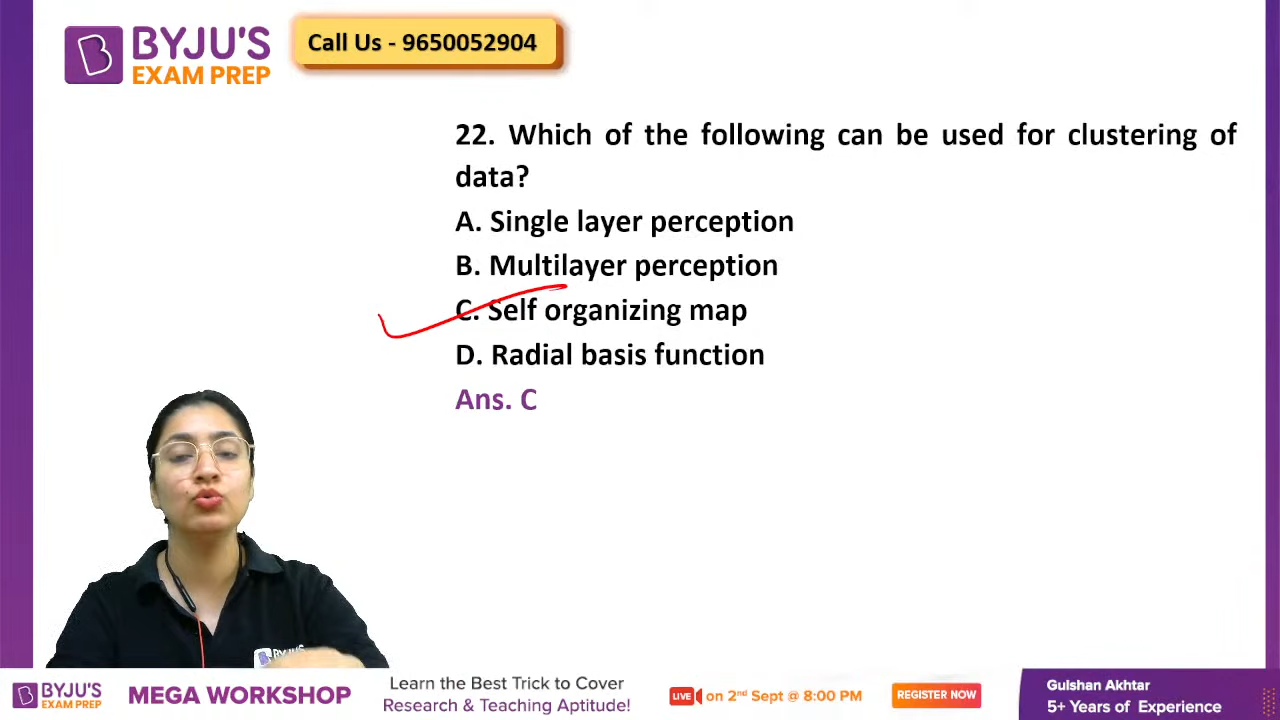 BYJU'S
EXAM PREP
Call Us - 9650052904
22. Which of the following can be used for clustering of
data?
A. Single layer perception
B. Multilayer perception
C. Self organizing map
D. Radial basis function
Ans. C
BYJU'S
BYJU'S
EXAM PREP
MEGA WORKSHOP
Learn the Best Trick to Cover
Research & Teaching Aptitude!
LIVE on 2nd Sept @ 8:00 PM
REGISTER NOW
Gulshan Akhtar
5+ Years of Experience